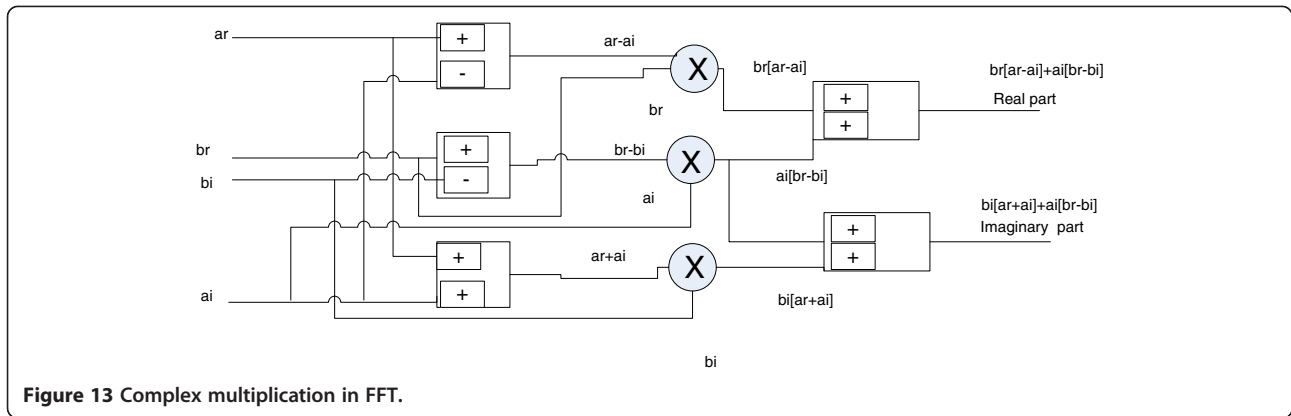 ar
+
-
ar-ai
X
br[ar-ai]
br
+
+
br[ar-ai]+ai[br-bi]
Real part
br
bi
+
-
br-bi
X
ai[br-bi]
ai
bi[ar+ai]+ai[br-bi]
Imaginary part
+
+
ai
+
+
ar+ai
X
bi[ar+ai]
bi
Figure 13 Complex multiplication in FFT.